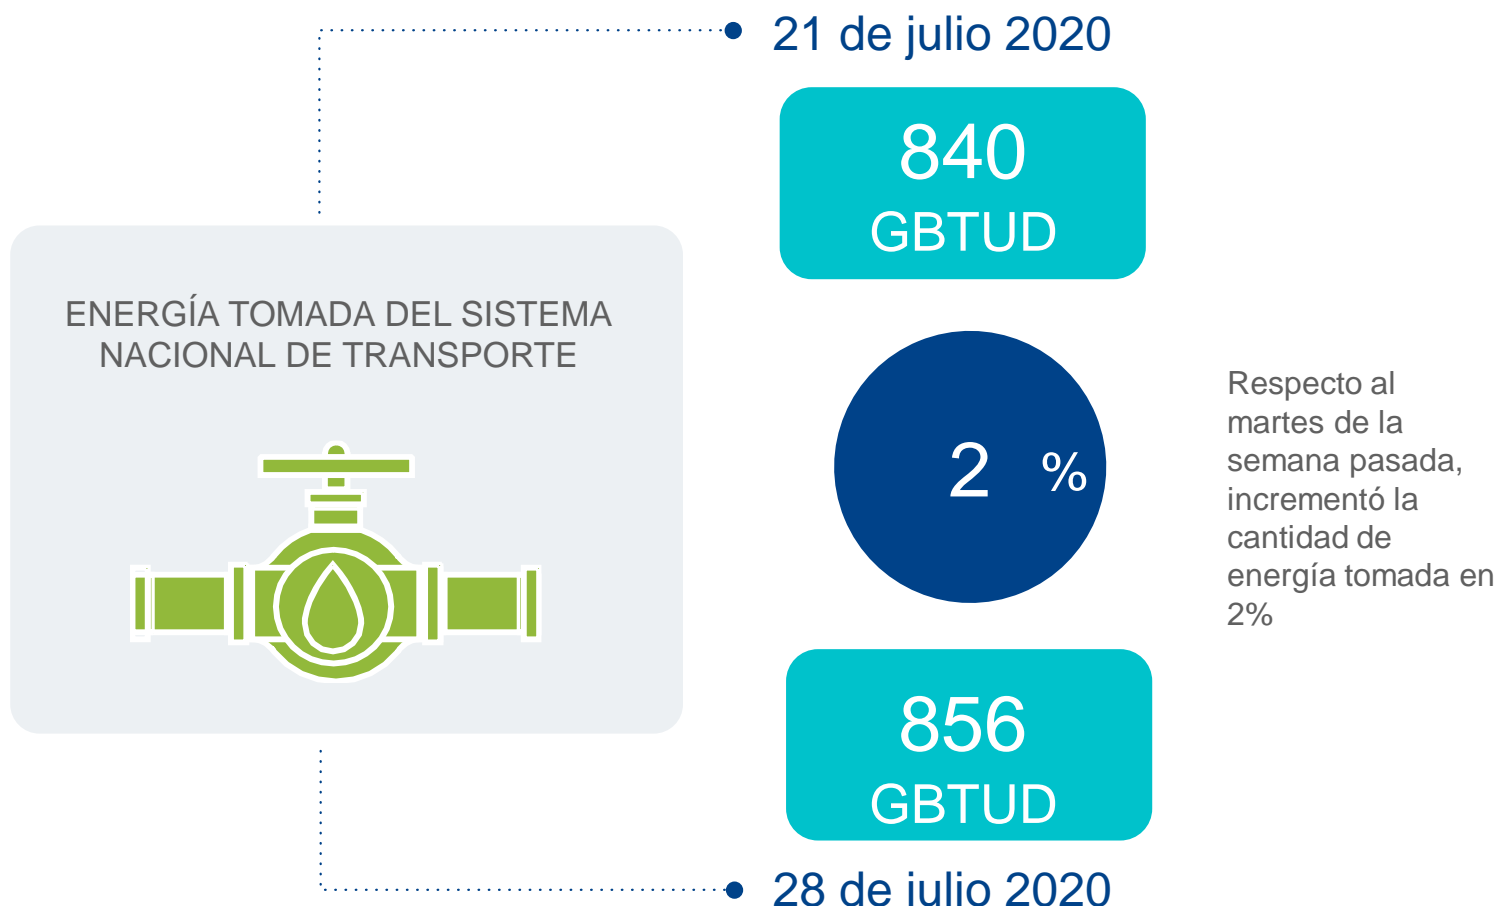 21 de julio 2020
840
GBTUD
ENERGÍA TOMADA DEL SISTEMA
NACIONAL DE TRANSPORTE
2 %
Respecto al
martes de la
semana pasada,
incrementó la
cantidad de
energía tomada en
2%
856
GBTUD
28 de julio 2020